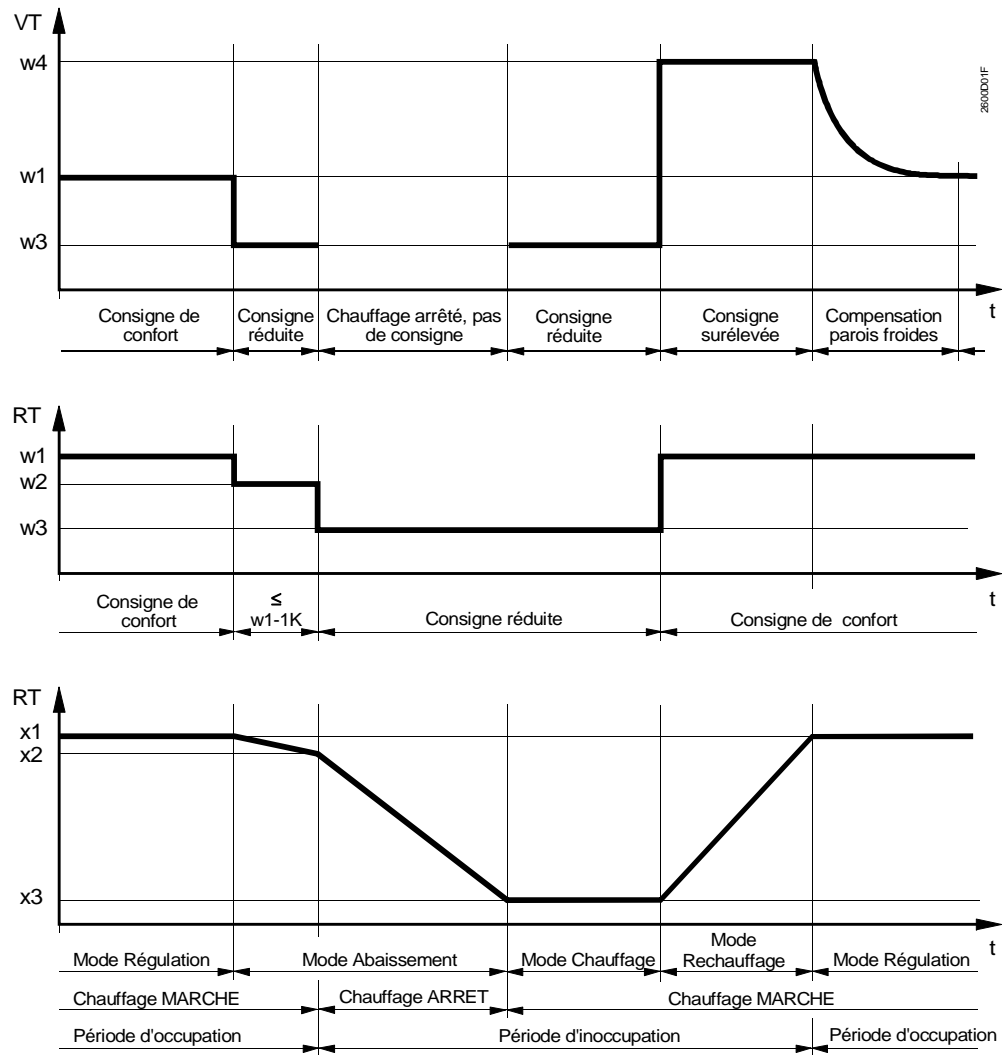 VT
w4
2600D01F
w1
w3
t
Consigne de confort
Consigne réduite
Chauffage arrêté, pas de consigne
Consigne réduite
Consigne surélevée
Compensation parois froides
RT
w1
w2
w3
t
Consigne de confort
≤ w1-1K
Consigne réduite
Consigne de confort
RT
x1
x2
x3
t
Mode Régulation
Mode Abaissement
Mode Chauffage
Mode Rechauffage
Mode Régulation
Chauffage MARCHE
Chauffage ARRET
Chauffage MARCHE
Période d'occupation
Période d'inoccupation
Période d'occupation